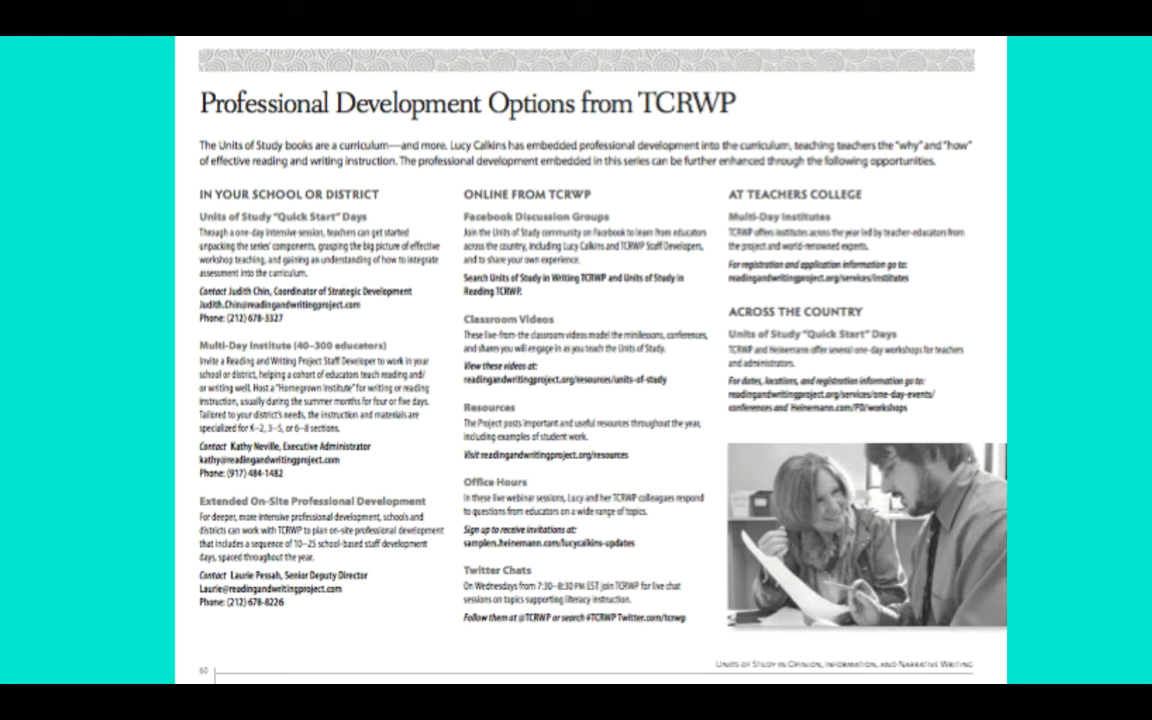 Professional Development Options from TCRWP
The Units of Study books are a curriculum—and more. Lucy Calkins has embedded professional development into the curriculum, teaching teachers the "why" and "how"
of effective reading and writing instruction. The professional development embedded in this series can be further enhanced through the following opportunities.
IN YOUR SCHOOL OR DISTRICT
Units of Study "Quick Start" Days
Through a one-day intensive session, teachers can get started
unpacking the series' components, grasping the big picture of effective
workshop teaching, and gaining an understanding of how to integrate
assessment into the curriculum.
Contact Judith Chin, Coordinator of Strategic Development
Judith.Chin@readingandwritingproject.com
Phone: (212) 678-3327
Multi-Day Institute (40–300 educators)
Invite a Reading and Writing Project Staff Developer to work in your
school or district, helping a cohort of educators teach reading and/
or writing well. Host a "Homegrown Institute" for writing or reading
instruction, usually during the summer months for four or five days.
Tailored to your district's needs, the instruction and materials are
specialized for K–2, 3–5, or 6–8 sections.
Contact Kathy Neville, Executive Administrator
kathy@readingandwritingproject.com
Phone: (917) 484-1482
Extended On-Site Professional Development
For deeper, more intensive professional development, schools and
districts can work with TCRWP to plan on-site professional development
that includes a sequence of 10–25 school-based staff development
days, spaced throughout the year.
Contact Laurie Pessah, Senior Deputy Director
Laurie@readingandwritingproject.com
Phone: (212) 678-8226
ONLINE FROM TCRWP
Facebook Discussion Groups
Join the Units of Study community on Facebook to learn from educators
across the country, including Lucy Calkins and TCRWP Staff Developers,
and to share your own experience.
Search Units of Study in Writing TCRWP and Units of Study in
Reading TCRWP.
Classroom Videos
These live-from-the classroom videos model the minilessons, conferences,
and shares you will engage in as you teach the Units of Study.
View these videos at:
readingandwritingproject.org/resources/units-of-study
Resources
The Project posts important and useful resources throughout the year,
including examples of student work.
Visit readingandwritingproject.org/resources
Office Hours
In these live webinar sessions, Lucy and her TCRWP colleagues respond
to questions from educators on a wide range of topics.
Sign up to receive invitations at:
samplers.heinemann.com/lucycalkins-updates
Twitter Chats
On Wednesdays from 7:30–8:30 PM EST join TCRWP for live chat
sessions on topics supporting literacy instruction.
Follow them at @TCRWP or search #TCRWP Twitter.com/tcrwp
AT TEACHERS COLLEGE
Multi-Day Institutes
TCRWP offers institutes across the year led by teacher-educators from
the project and world-renowned experts.
For registration and application information go to:
readingandwritingproject.org/services/institutes
ACROSS THE COUNTRY
Units of Study "Quick Start" Days
TCRWP and Heinemann offer several one-day workshops for teachers
and administrators.
For dates, locations, and registration information go to:
readingandwritingproject.org/services/one-day-events/
conferences and Heinemann.com/PD/workshops
60
UNITS OF STUDY IN OPINION, INFORMATION, AND NARRATIVE WRITING